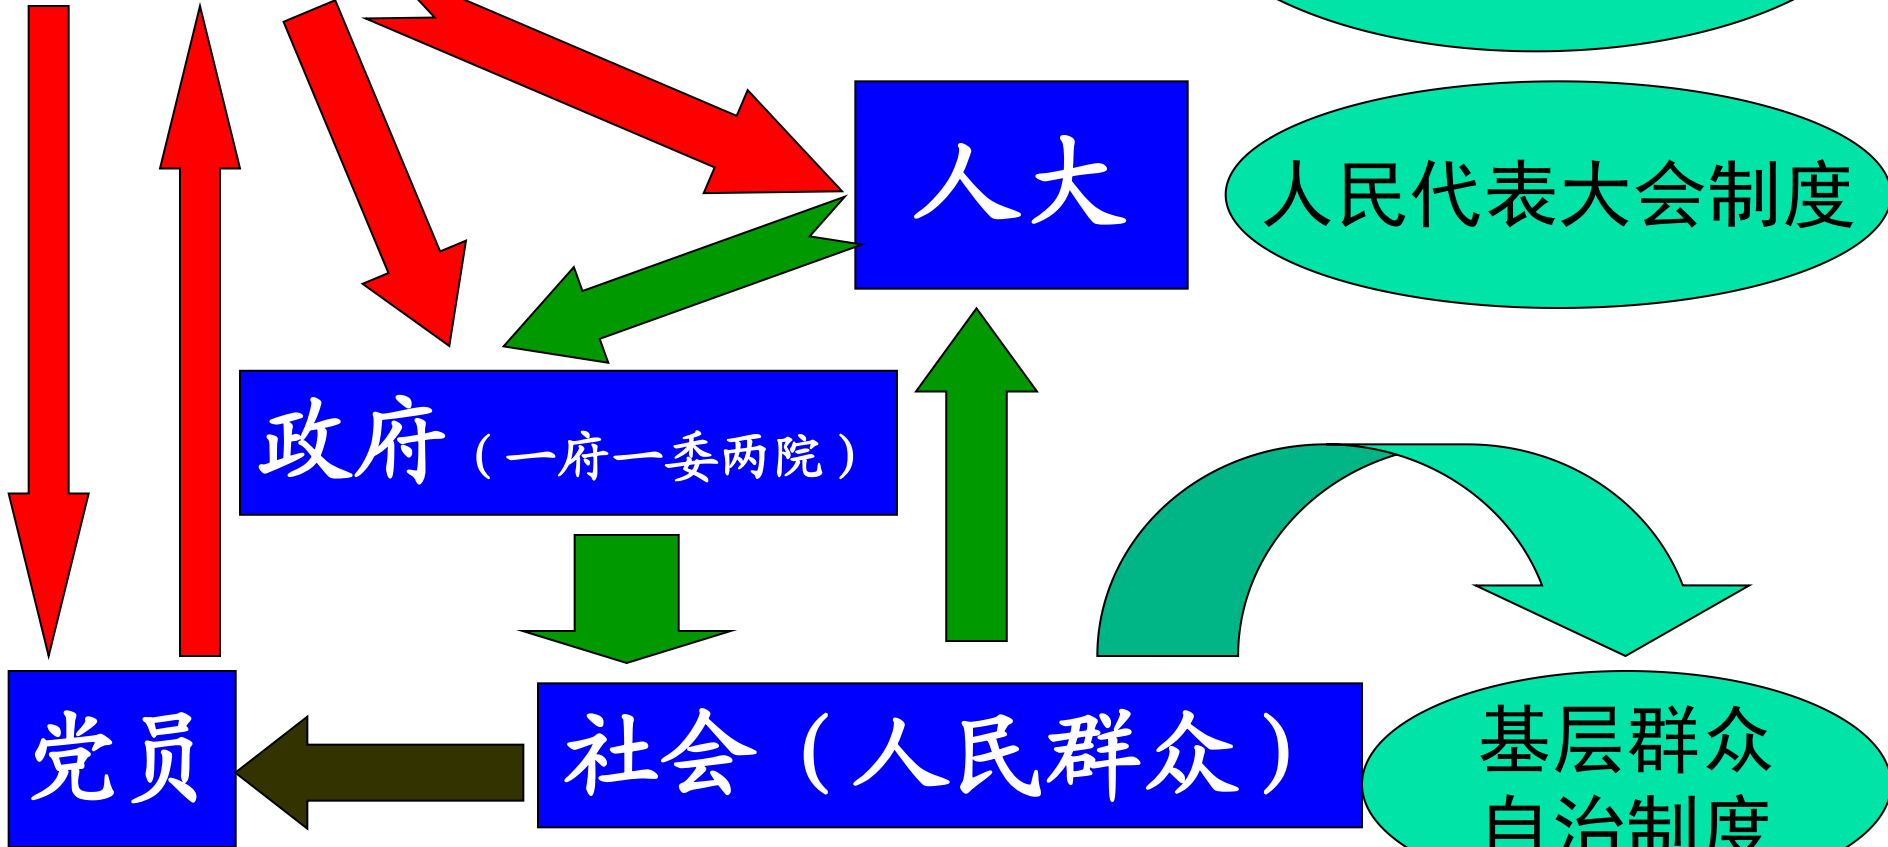 人大
人民代表大会制度
政府（一府一委两院）
党员
社会（人民群众）
基层群众
自治制度